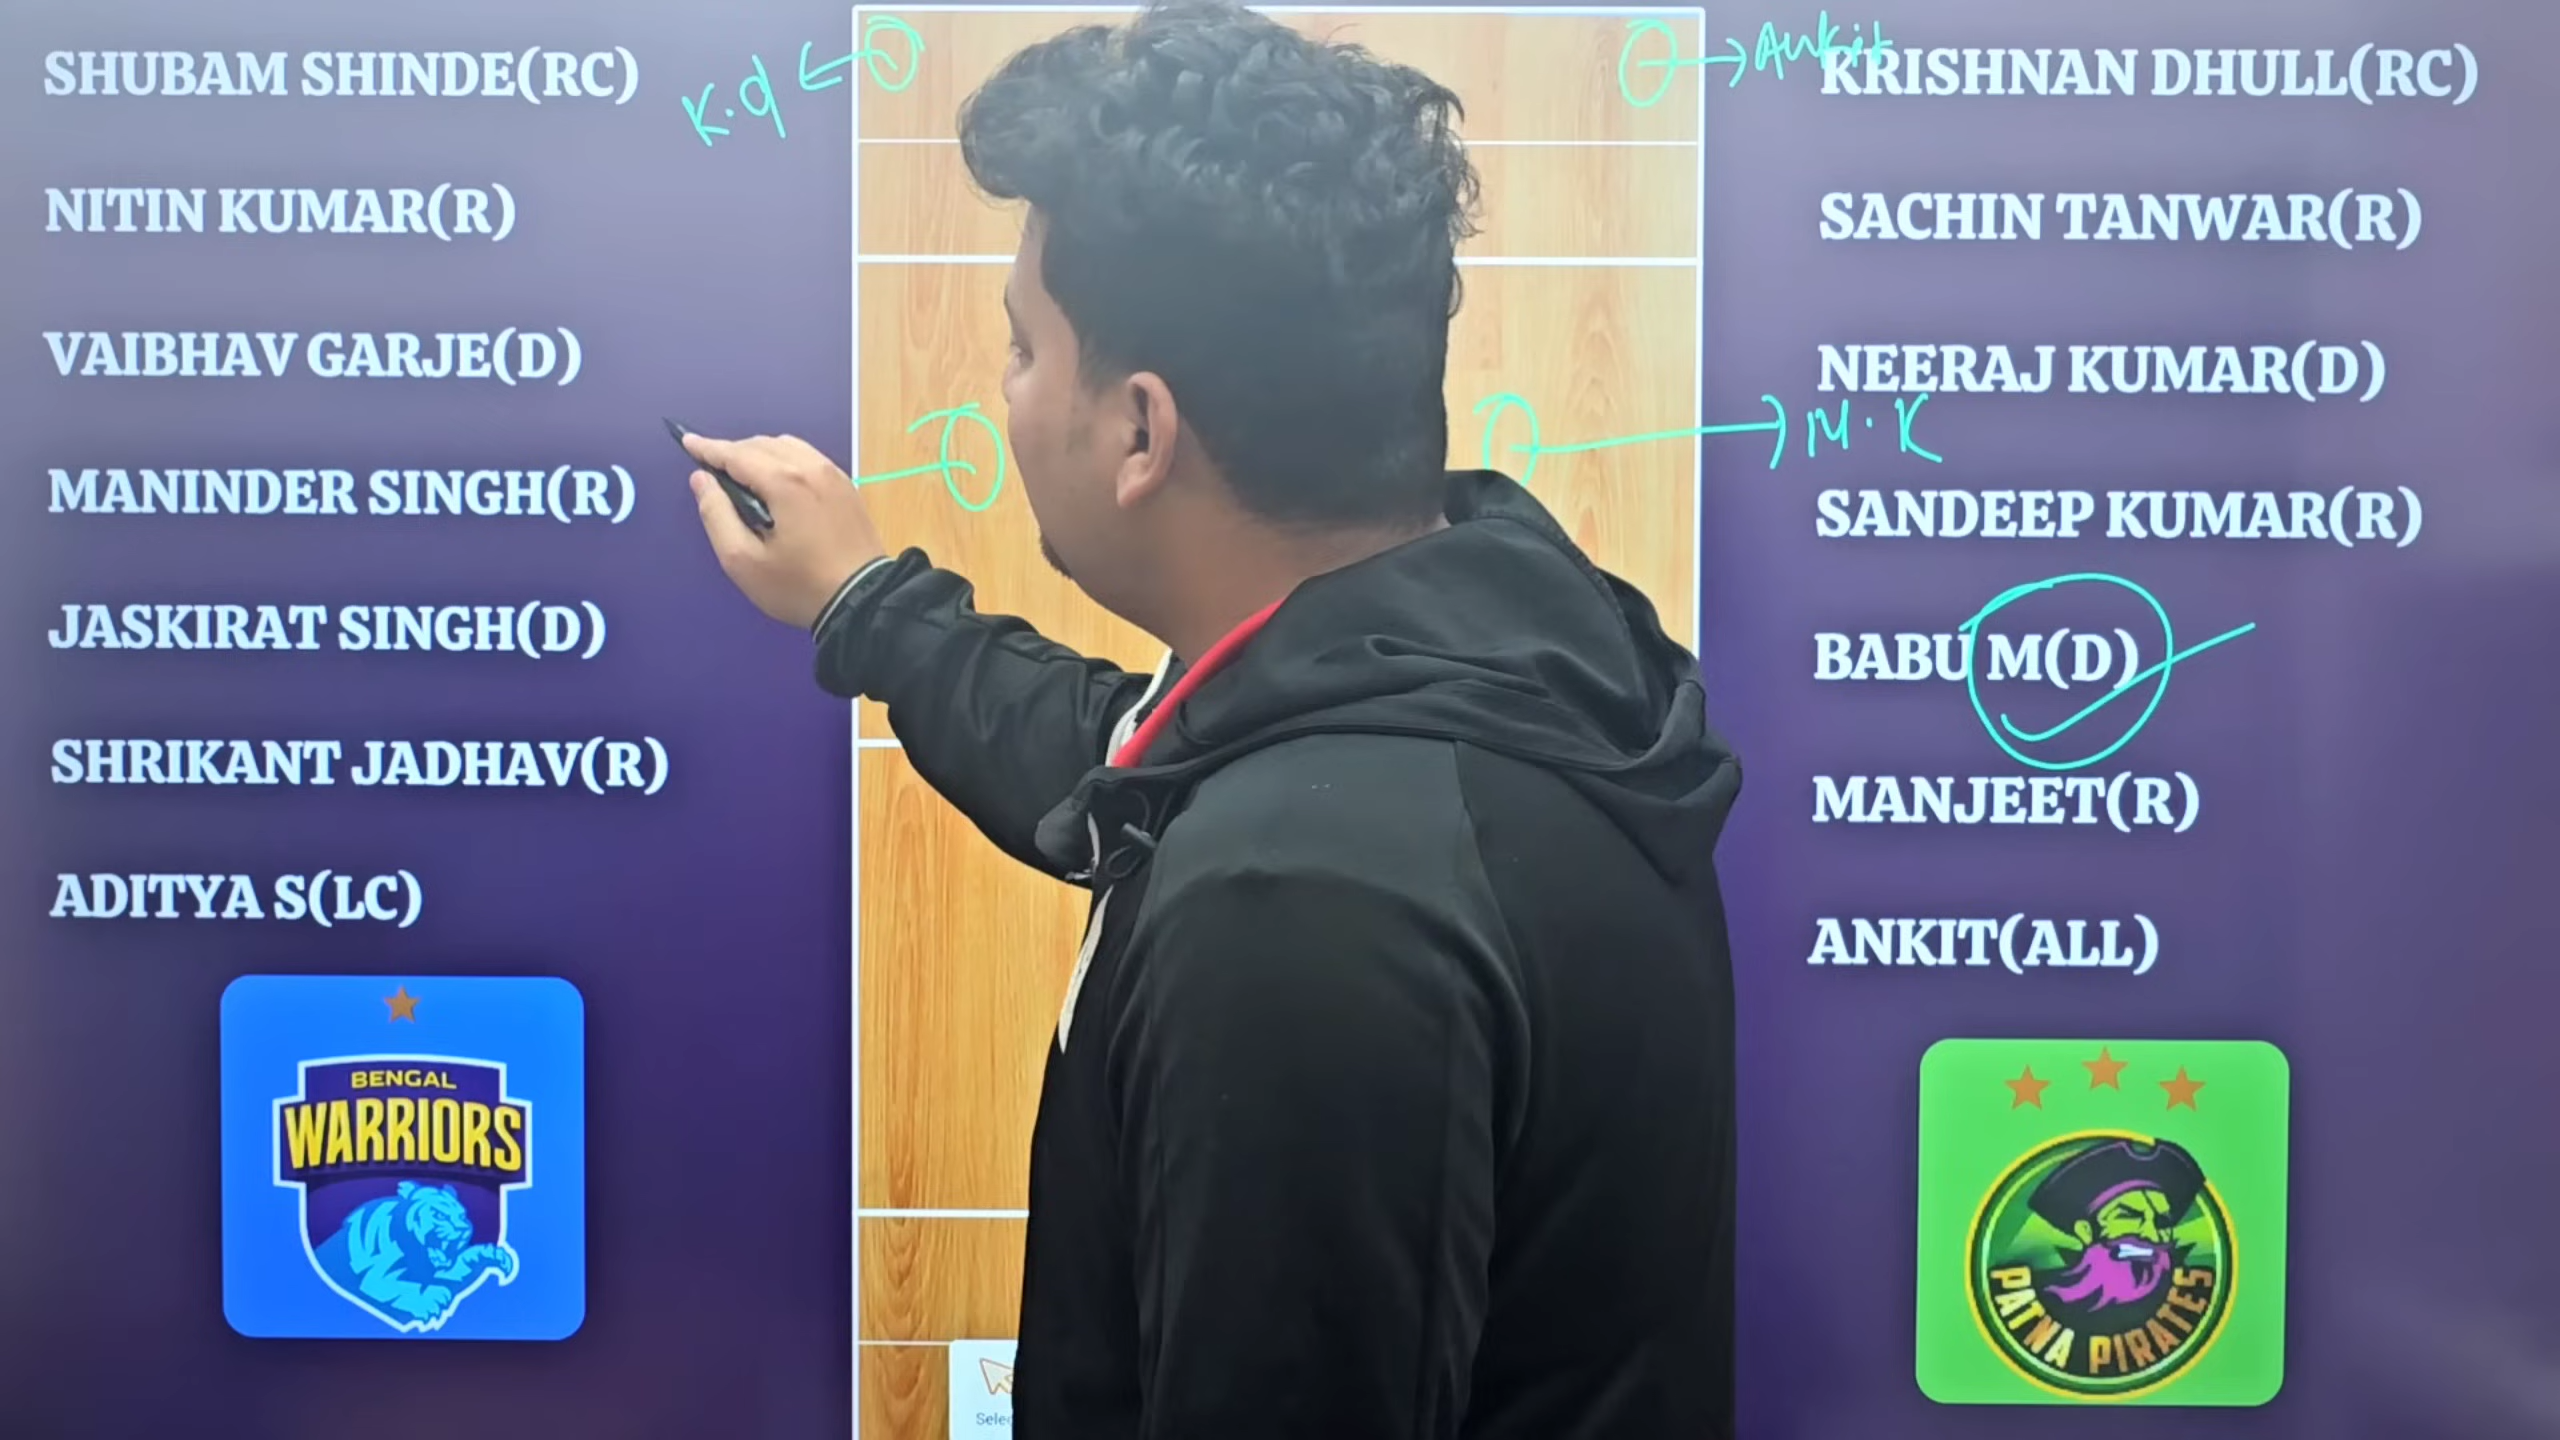 SHUBAM SHINDE(RC)
NITIN KUMAR(R)
VAIBHAV GARJE(D)
MANINDER SINGH(R)
JASKIRAT SINGH(D)
SHRIKANT JADHAV(R)
ADITYA S(LC)
BENGAL
WARRIORS
K.d
Ankit
M.K
KRISHNAN DHULL(RC)
SACHIN TANWAR(R)
NEERAJ KUMAR(D)
SANDEEP KUMAR(R)
BABU M(D)
MANJEET(R)
ANKIT(ALL)
PATNA PIRATES